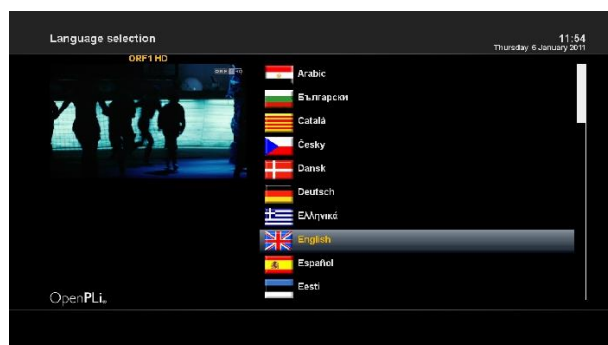 Language selection
11:54
Thursday 6 January 2011
ORF1 HD
Arabic
Български
Català
Česky
Dansk
Deutsch
Ελληνικά
English
Español
Eesti
OpenPLi®